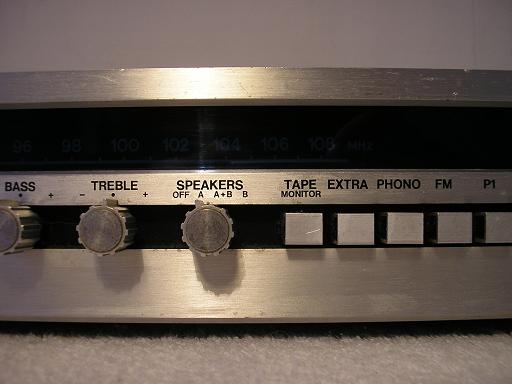 96 98 100 102 104 106 108 MHz
BASS TREBLE SPEAKERS TAPE EXTRA PHONO FM P1
• + − • + OFF A A+B B MONITOR